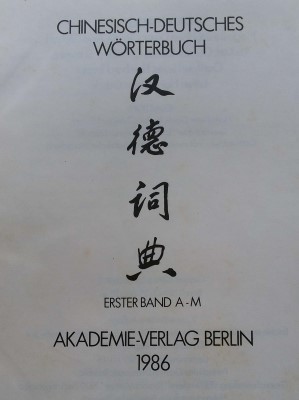 CHINESISCH-DEUTSCHES
WÖRTERBUCH
汉
德
词
典
ERSTER BAND A-M
AKADEMIE-VERLAG BERLIN
1986